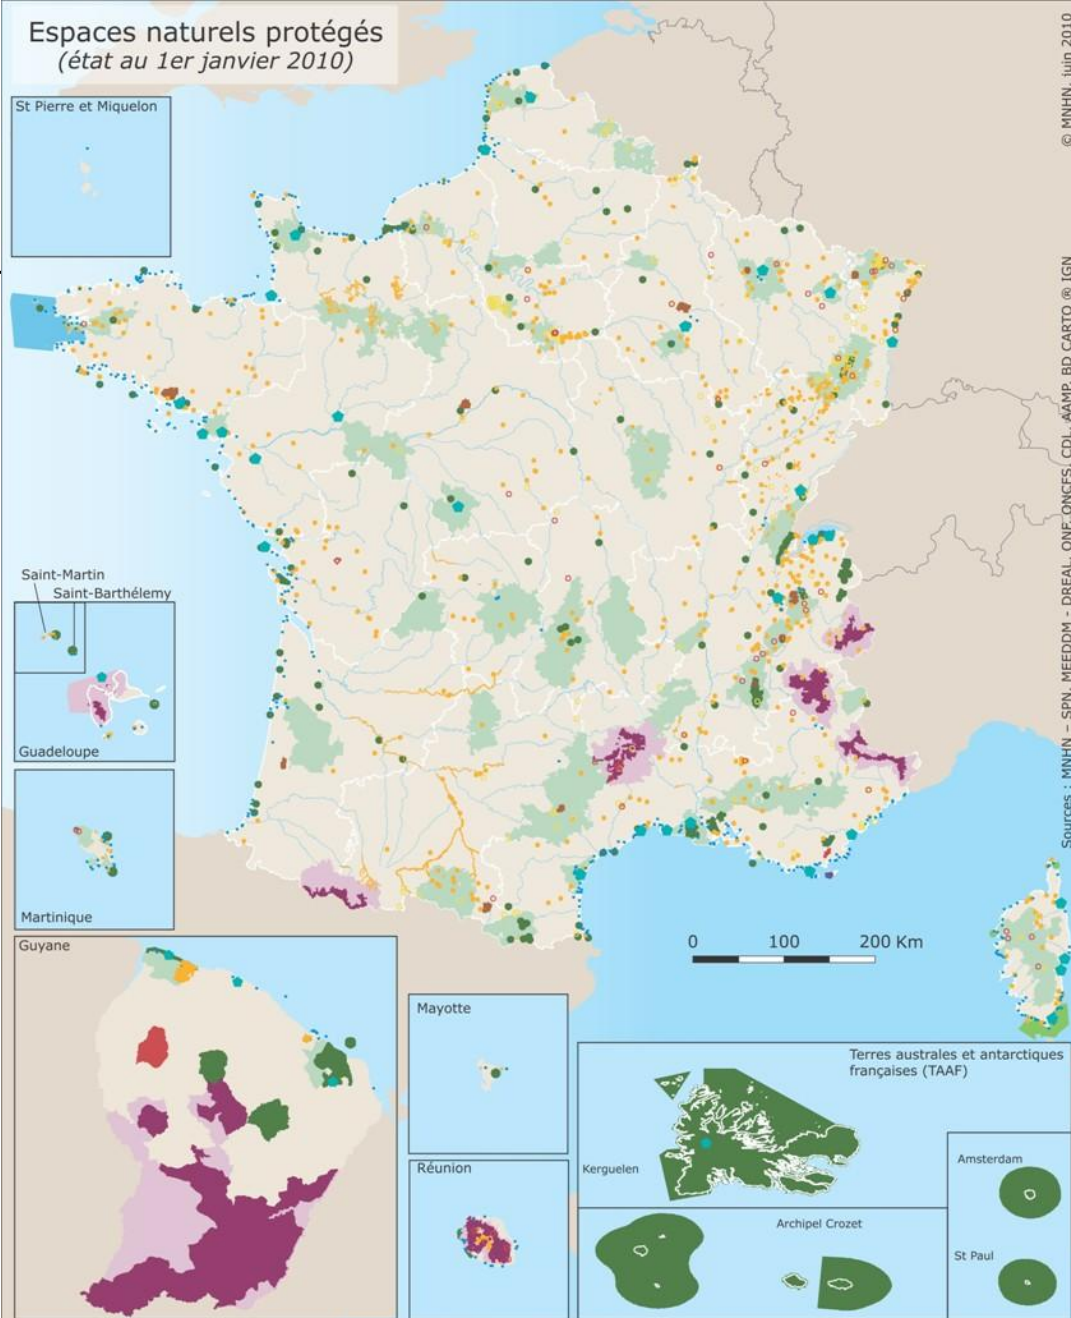 Espaces naturels protégés
(état au 1er janvier 2010)
St Pierre et Miquelon
Saint-Martin
Saint-Barthélemy
Guadeloupe
Martinique
Guyane
0 100 200 Km
Mayotte
Réunion
Terres australes et antarctiques
françaises (TAAF)
Kerguelen
Archipel Crozet
Amsterdam
St Paul
Sources : MNHN – SPN, MEEDDM - DREAL, ONF, ONCFS, CDL, AAMP, BD CARTO ® IGN
© MNHN, juin 2010